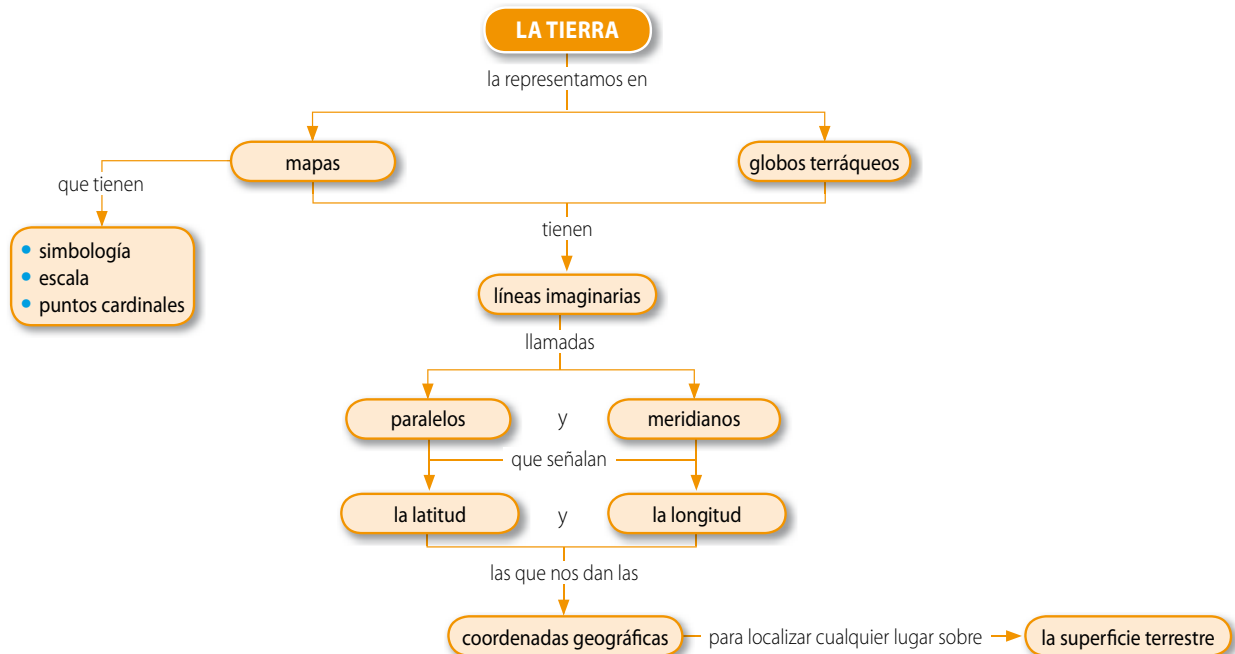 LA TIERRA
la representamos en
mapas
globos terráqueos
que tienen
simbología
escala
puntos cardinales
tienen
líneas imaginarias
llamadas
paralelos
y
meridianos
que señalan
la latitud
y
la longitud
las que nos dan las
coordenadas geográficas
para localizar cualquier lugar sobre
la superficie terrestre